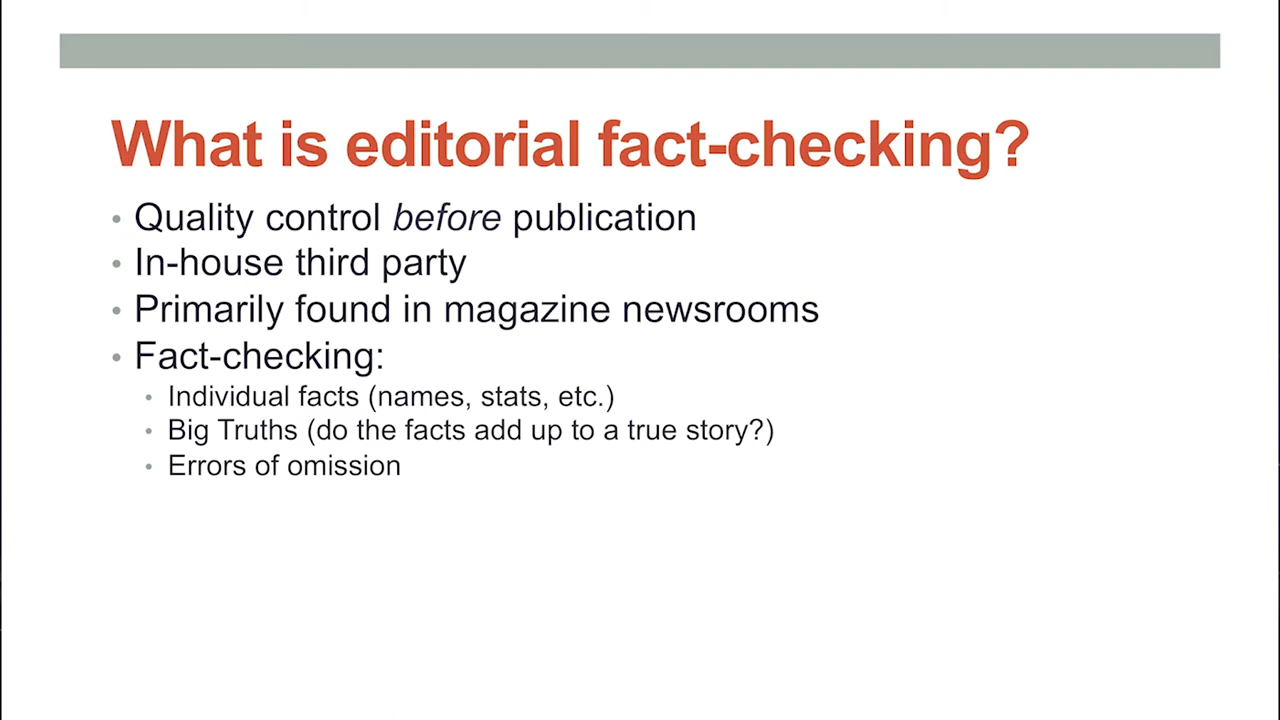 What is editorial fact-checking?
• Quality control before publication
• In-house third party
• Primarily found in magazine newsrooms
• Fact-checking:
• Individual facts (names, stats, etc.)
• Big Truths (do the facts add up to a true story?)
• Errors of omission